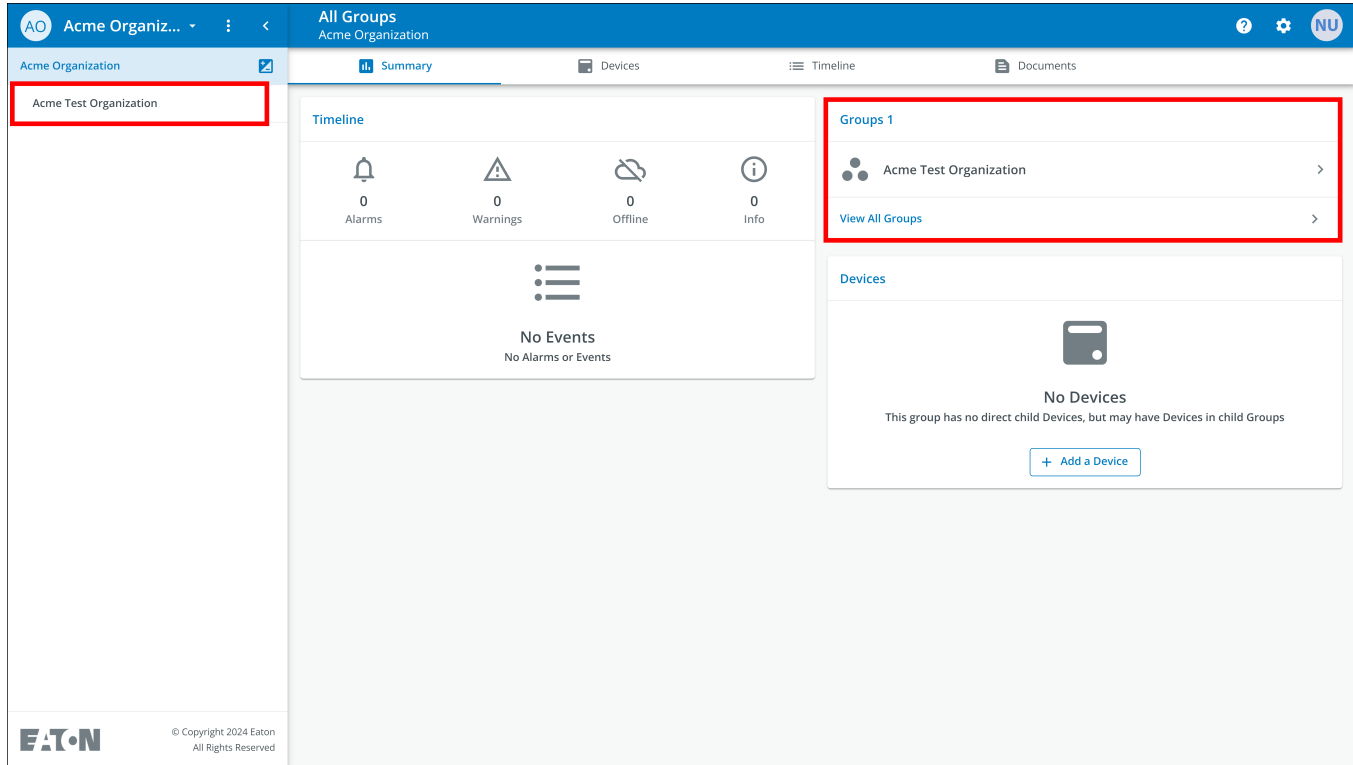 AO
Acme Organiz...
All Groups
Acme Organization
NU
Acme Organization
Acme Test Organization
Summary
Devices
Timeline
Documents
Timeline
0
Alarms
0
Warnings
0
Offline
0
Info
No Events
No Alarms or Events
Groups 1
Acme Test Organization
View All Groups
Devices
No Devices
This group has no direct child Devices, but may have Devices in child Groups
+ Add a Device
EATON
© Copyright 2024 Eaton
All Rights Reserved